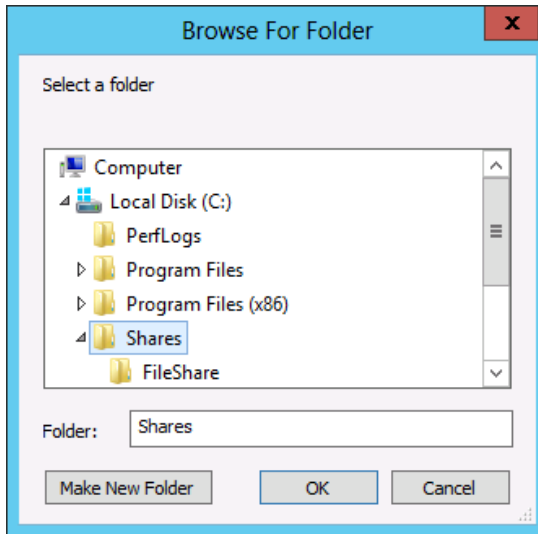 Browse For Folder
x
Select a folder
Computer
Local Disk (C:)
PerfLogs
Program Files
Program Files (x86)
Shares
FileShare
Folder: Shares
Make New Folder OK Cancel